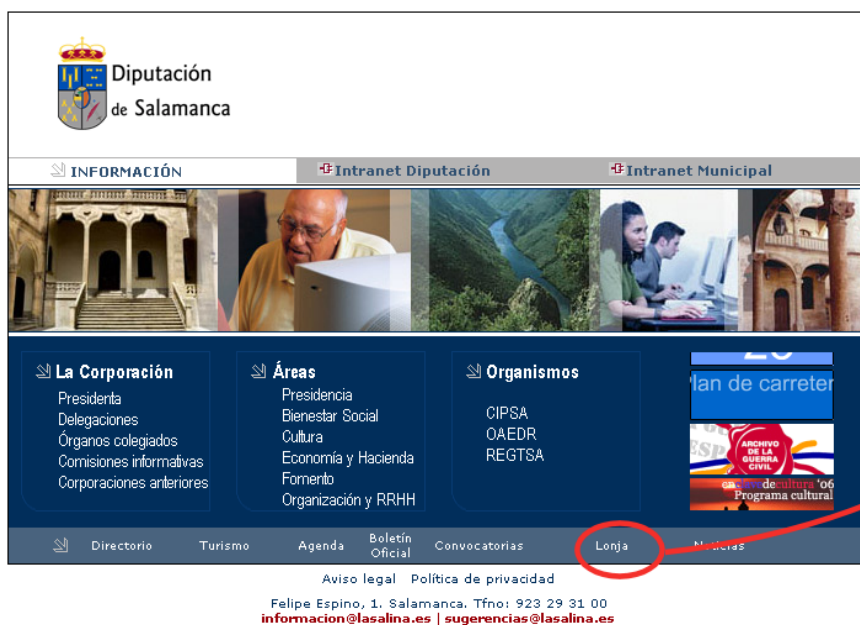 Diputación
de Salamanca
INFORMACIÓN
Intranet Diputación
Intranet Municipal
La Corporación
Presidenta
Delegaciones
Órganos colegiados
Comisiones informativas
Corporaciones anteriores
Áreas
Presidencia
Bienestar Social
Cultura
Economía y Hacienda
Fomento
Organización y RRHH
Organismos
CIPSA
OAEDR
REGTSA
lan de carreter
ARCHIVO
DE LA
GUERRA
CIVIL
enclavedecultura '06
Programa cultural
Directorio
Turismo
Agenda
Boletín
Oficial
Convocatorias
Lonja
Noticias
Aviso legal Política de privacidad
Felipe Espino, 1. Salamanca. Tfno: 923 29 31 00
informacion@lasalina.es | sugerencias@lasalina.es